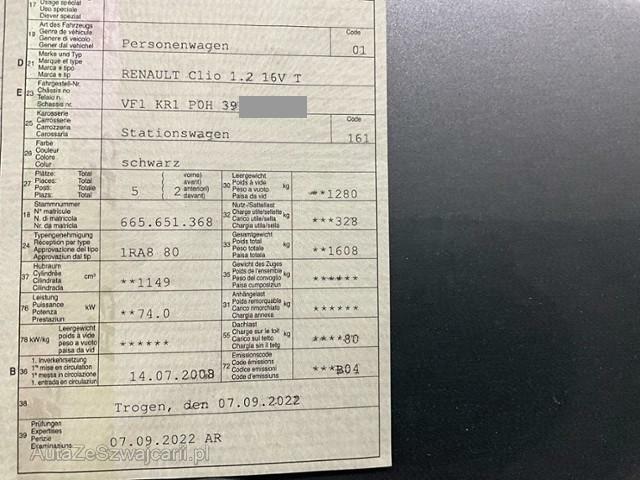 17 Usage spécial
Uso speciale
Diever spezial
19 Art des Fahrzeugs
Genre de véhicule
Genere di veicolo
Gener dal vehichel
Personenwagen
Code
01
D 21 Marke und Typ
Marque et type
Marca e tipo
Marca e tip
RENAULT Clio 1.2 16V T
E 23 Fahrgestell-Nr.
Châssis no
Telaio n.
Schassis nr.
VF1 KR1 P0H 39
25 Karosserie
Carrosserie
Carrozzeria
Carossaria
Stationswagen
Code
161
26 Farbe
Couleur
Colore
Colur
schwarz
27 Plätze: Total
Places: Total
Posti: Totale
Plazs: Total
5 ( 2 vorne)
avant)
anteriori)
davant)
30 Leergewicht
Poids à vide
Peso a vuoto
Paisa da vid
kg
**1280
18 Stammnummer
N° matricule
N. di matricola
Nr. da matricla
665.651.368
32 Nutz-/Sattellast
Charge utile/sellette
Carico utile/sella
Chargia utila/sella
kg
***328
24 Typengenehmigung
Réception par type
Approvazione del tipo
Appovaziun dal tip
1RA8 80
33 Gesamtgewicht
Poids total
Peso totale
Paisa totala
kg
**1608
37 Hubraum
Cylindrée
Cilindrata
Cilindrada
cm³
**1149
35 Gewicht des Zuges
Poids de l'ensemble
Peso del convoglio
Paisa cumposiziun
kg
******
76 Leistung
Puissance
Potenza
Prestaziun
kW
**74.0
31 Anhängelast
Poids remorquable
Carico rimorchiato
Chargia annexa
kg
******
78 kW/kg Leergewicht
poids à vide
peso a vuoto
paisa da vid
******
55 Dachlast
Charge sur le toit
Carico sul tetto
Chargia sin il tetg
kg
****80
B 36 1. Inverkehrsetzung
1re mise en circulation
1a messa in circolazione
1. entrada en circulaziun
14.07.2008
72 Emissionscode
Code émissions
Codice emissioni
Code d'emissiuns
***B04
38
Trogen, den 07.09.2022
39 Prüfungen
Expertises
Perizie
Examinaziuns
07.09.2022 AR
AutaZeSzwajcarii.pl